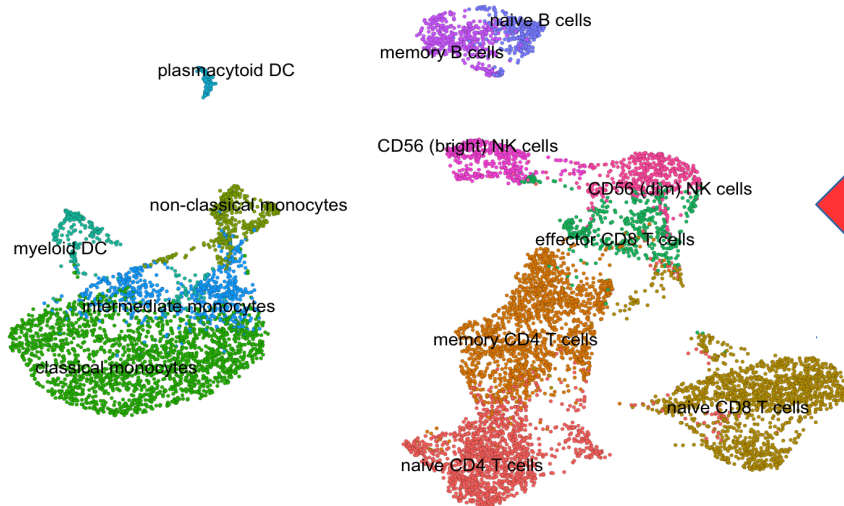 naive B cells
memory B cells
plasmacytoid DC
CD56 (bright) NK cells
CD56 (dim) NK cells
non-classical monocytes
effector CD8 T cells
myeloid DC
intermediate monocytes
memory CD4 T cells
classical monocytes
naive CD8 T cells
naive CD4 T cells